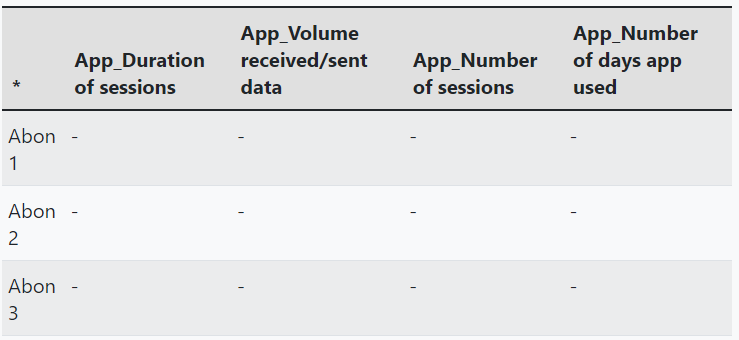 * App_Duration of sessions App_Volume received/sent data App_Number of sessions App_Number of days app used
Abon 1 - - - -
Abon 2 - - - -
Abon 3 - - - -